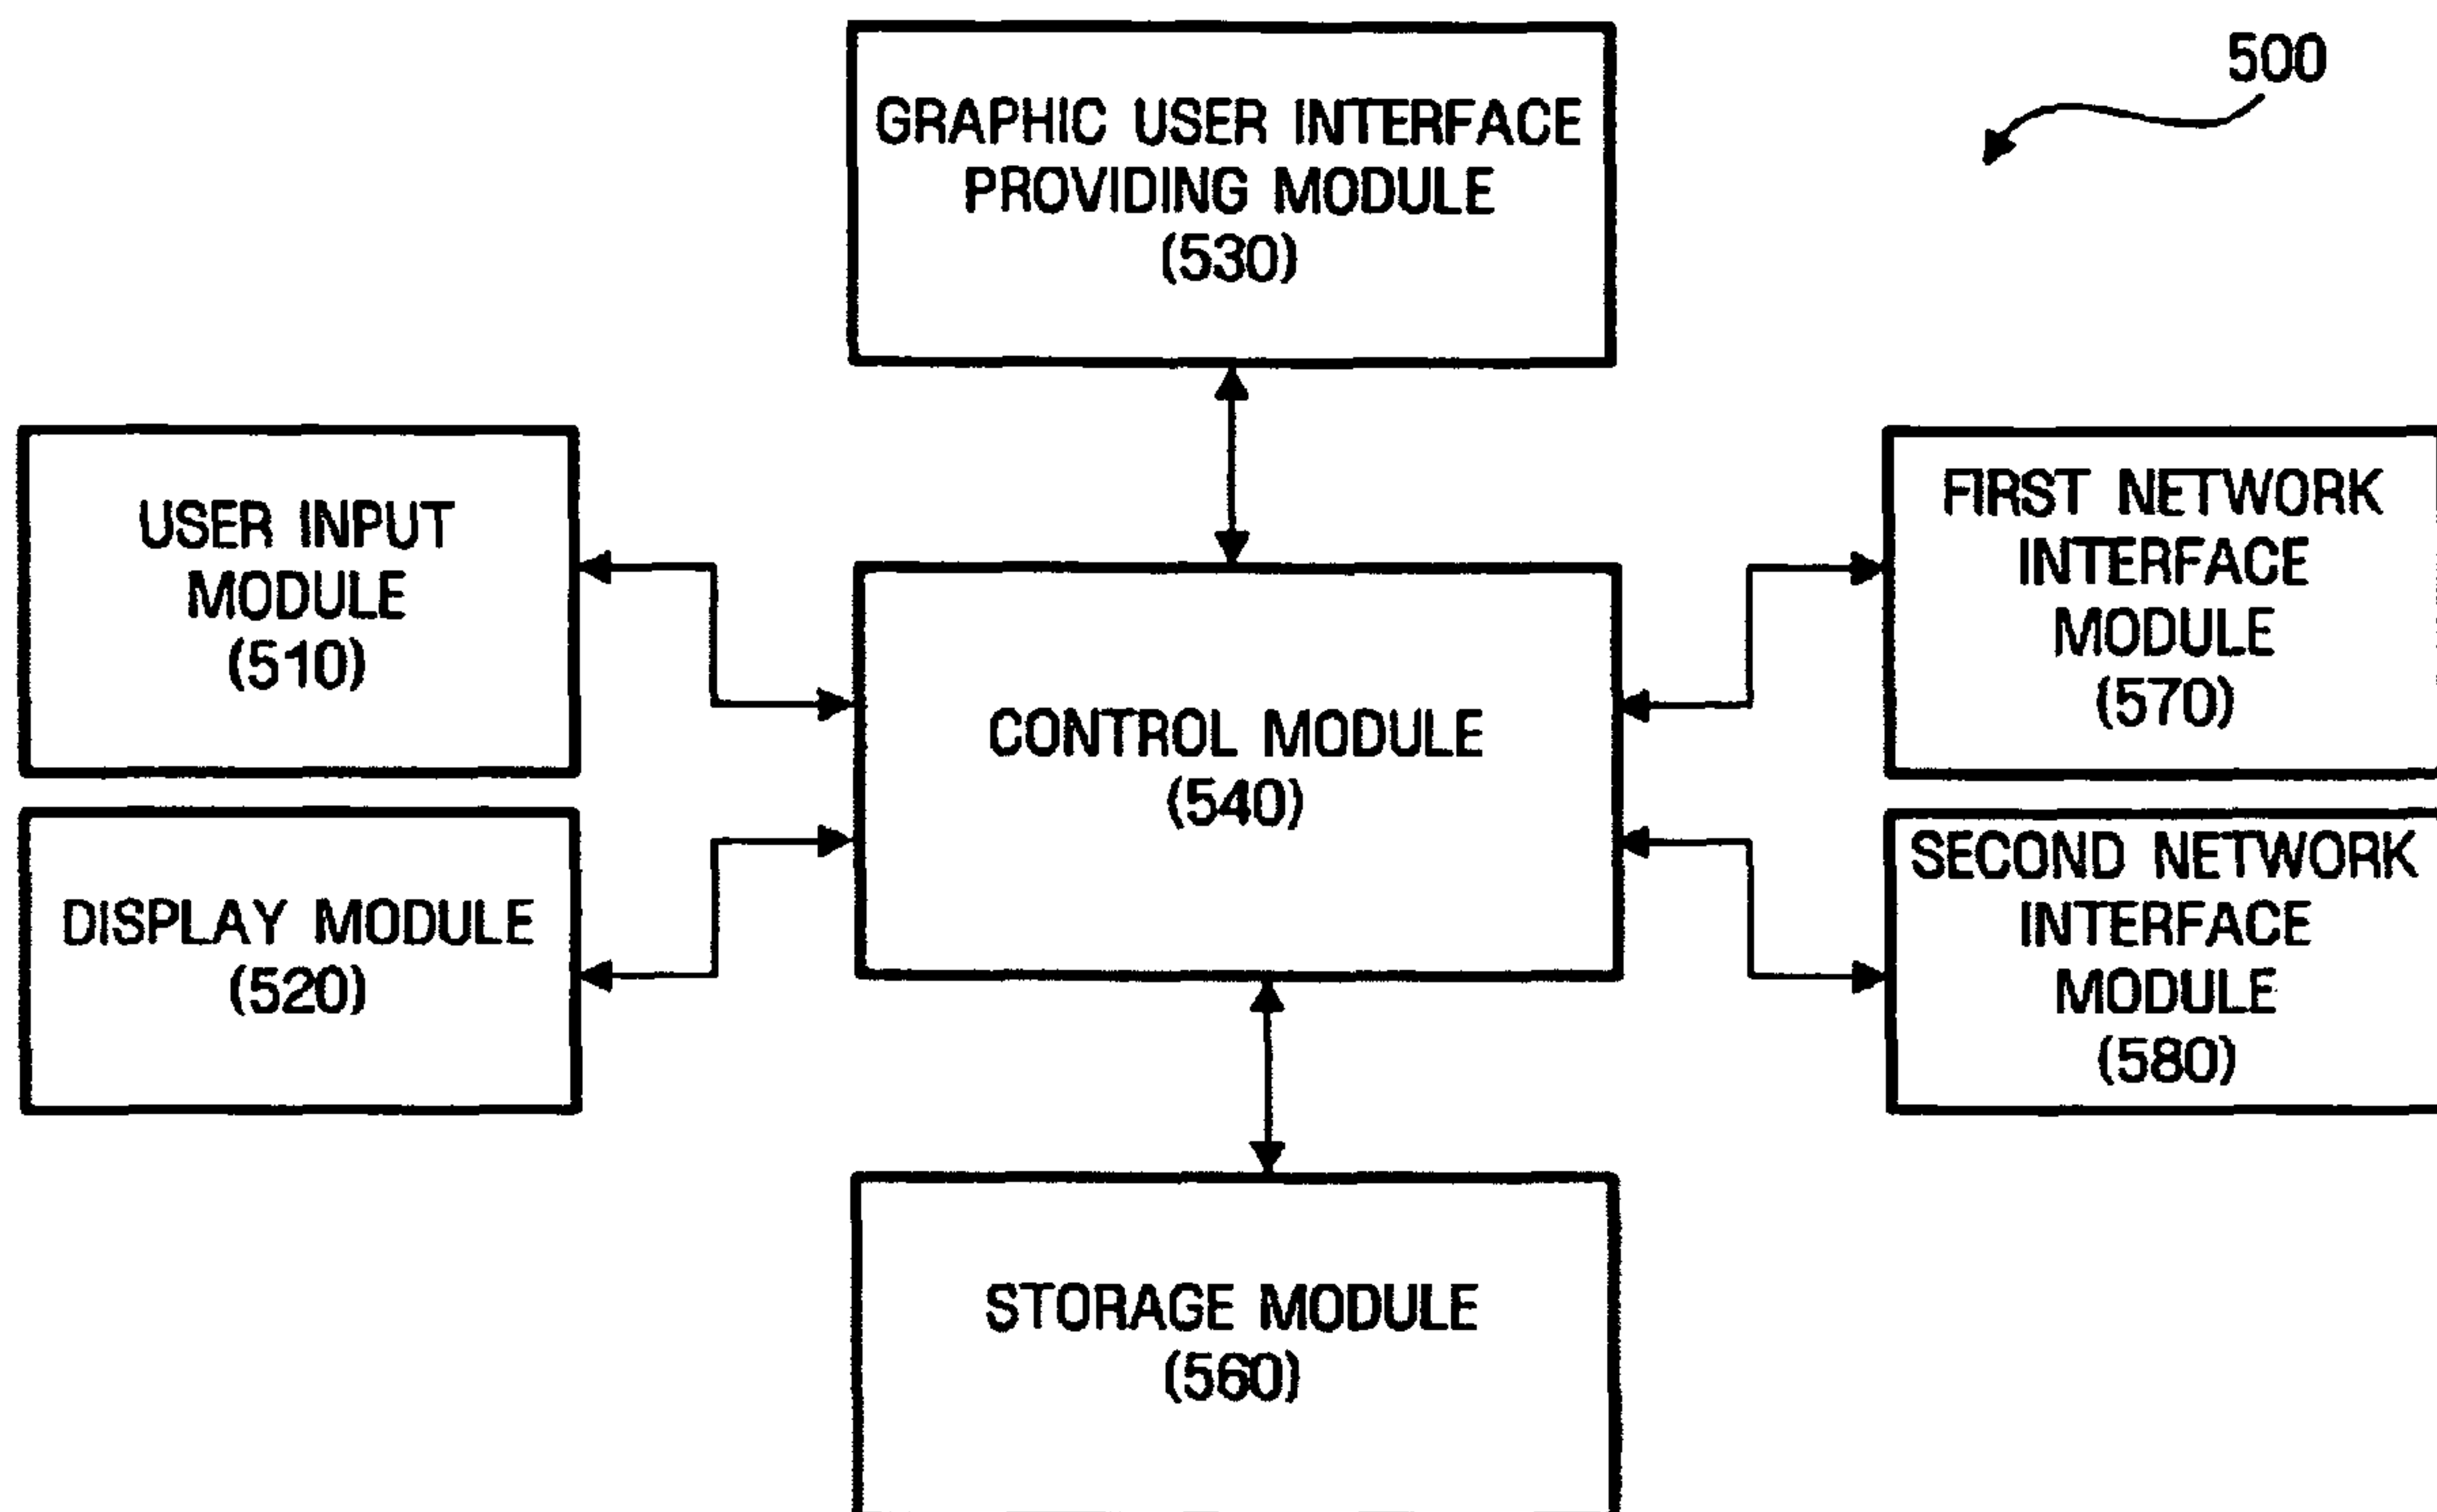 500
GRAPHIC USER INTERFACE
PROVIDING MODULE
(530)
USER INPUT
MODULE
(510)
FIRST NETWORK
INTERFACE
MODULE
(570)
CONTROL MODULE
(540)
DISPLAY MODULE
(520)
SECOND NETWORK
INTERFACE
MODULE
(580)
STORAGE MODULE
(560)